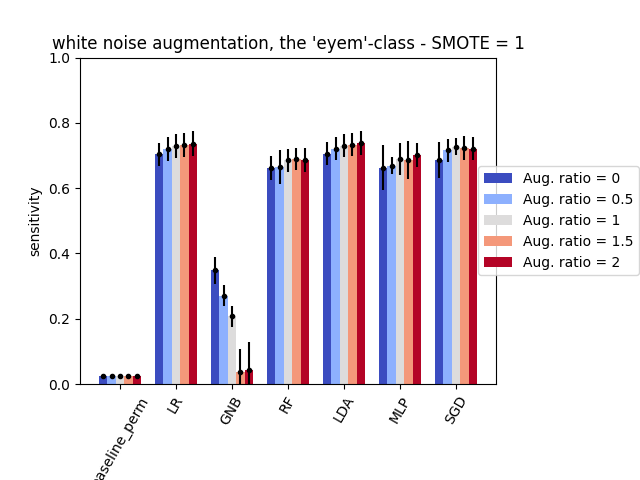 white noise augmentation, the 'eyem'-class - SMOTE = 1
1.0
0.8
0.6
0.4
0.2
0.0
sensitivity
Aug. ratio = 0
Aug. ratio = 0.5
Aug. ratio = 1
Aug. ratio = 1.5
Aug. ratio = 2
aseline_perm
LR
GNB
RF
LDA
MLP
SGD